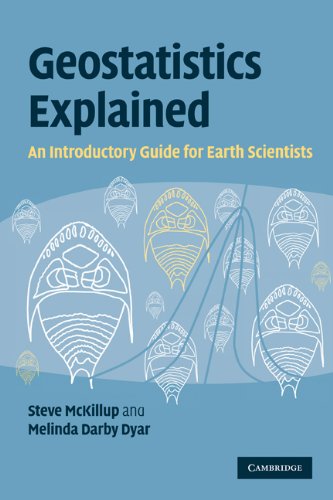 Geostatistics
Explained
An Introductory Guide for Earth Scientists
Steve McKillup and
Melinda Darby Dyar
CAMBRIDGE